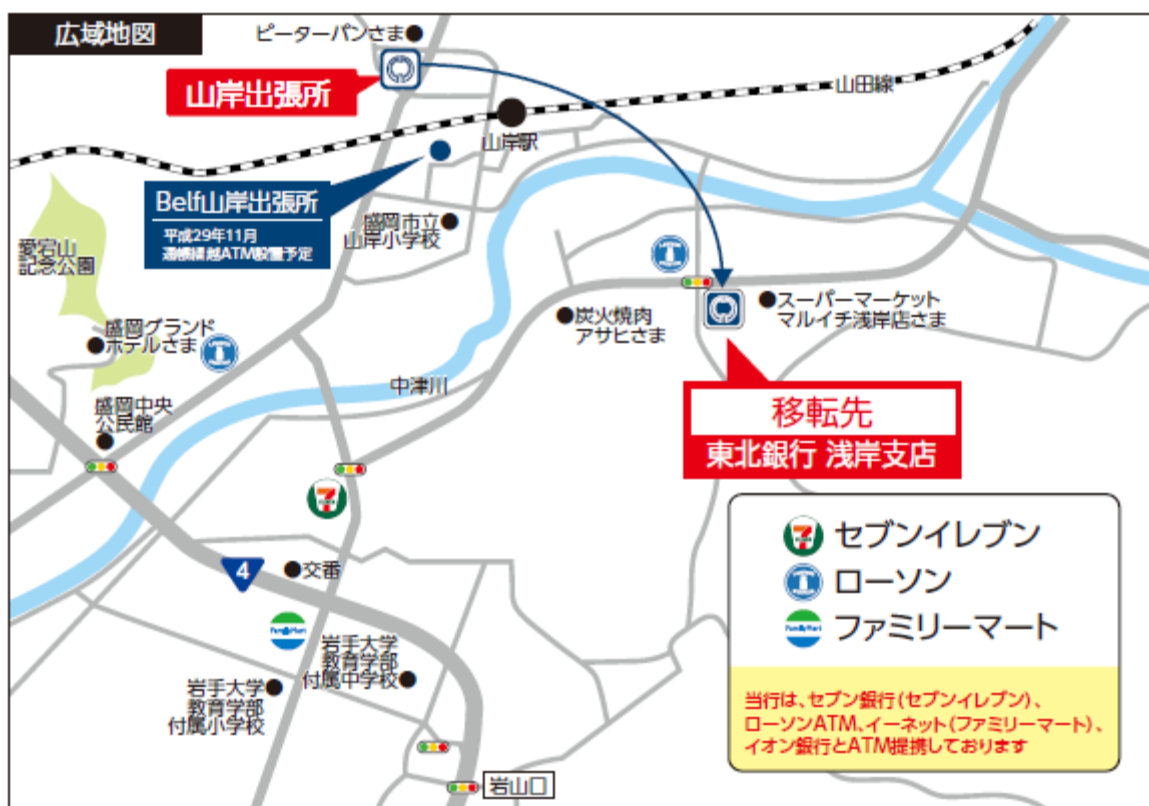 広域地図
ピーターパンさま
山岸出張所
山田線
山岸駅
Belf山岸出張所
平成29年11月
通帳繰越ATM設置予定
盛岡市立
山岸小学校
愛宕山
記念公園
盛岡グランド
ホテルさま
炭火焼肉
アサヒさま
スーパーマーケット
マルイチ浅岸店さま
中津川
盛岡中央
公民館
移転先
東北銀行 浅岸支店
4
交番
岩手大学
教育学部
付属中学校
岩手大学
教育学部
付属小学校
岩山口
7
セブンイレブン
ローソン
FamilyMart
ファミリーマート
当行は、セブン銀行(セブンイレブン)、
ローソンATM、イーネット(ファミリーマート)、
イオン銀行とATM提携しております